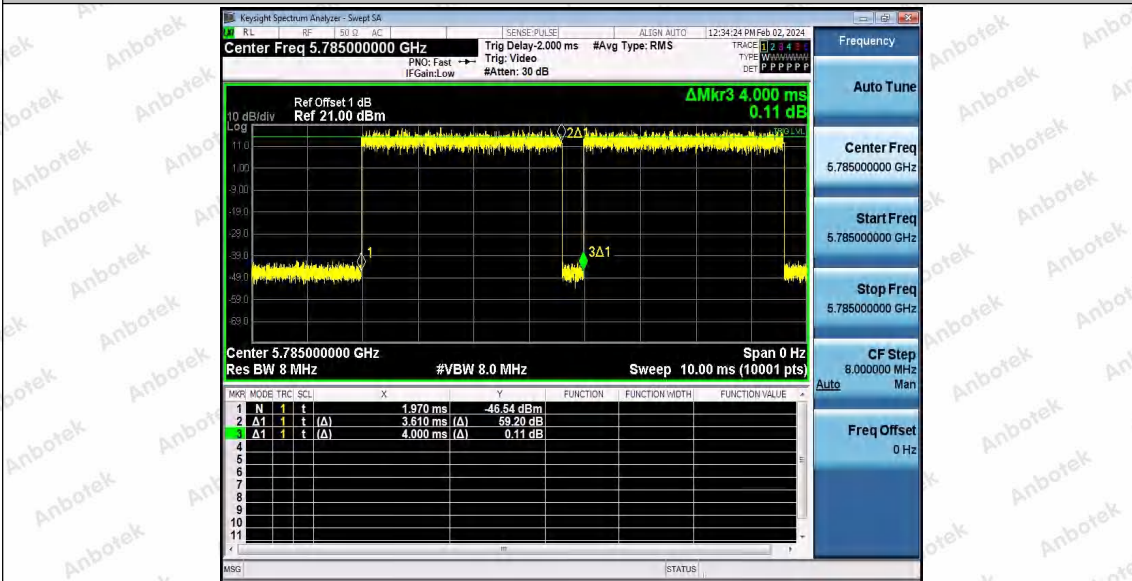 Keysight Spectrum Analyzer - Swept SA
RL RF 50 Ω AC SENSE:PULSE ALIGN AUTO 12:34:24 PM Feb 02, 2024
Center Freq 5.785000000 GHz
Trig Delay-2.000 ms #Avg Type: RMS
PNO: Fast Trig: Video
IFGain:Low #Atten: 30 dB
TRACE 1 2 3 4 5 6
TYPE WWWWWW
DET P P P P P P
ΔMkr3 4.000 ms
0.11 dB
Ref Offset 1 dB
10 dB/div Ref 21.00 dBm
Log
TRIG LVL
11.0
1.00
-9.00
-19.0
-29.0
-39.0
-49.0
-59.0
-69.0
1
2Δ1
3Δ1
Center 5.785000000 GHz Span 0 Hz
Res BW 8 MHz #VBW 8.0 MHz Sweep 10.00 ms (10001 pts)
MKR MODE TRC SCL X Y FUNCTION FUNCTION WIDTH FUNCTION VALUE
1 N 1 t 1.970 ms -46.54 dBm
2 Δ1 1 t (Δ) 3.610 ms (Δ) 59.20 dB
3 Δ1 1 t (Δ) 4.000 ms (Δ) 0.11 dB
4
5
6
7
8
9
10
11
MSG STATUS
Frequency
Auto Tune
Center Freq
5.785000000 GHz
Start Freq
5.785000000 GHz
Stop Freq
5.785000000 GHz
CF Step
8.000000 MHz
Auto Man
Freq Offset
0 Hz
Anbotek